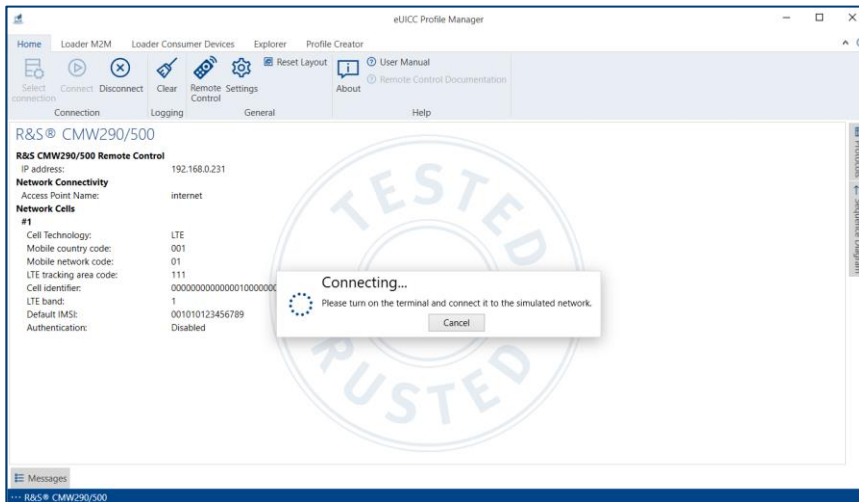 eUICC Profile Manager
Home Loader M2M Loader Consumer Devices Explorer Profile Creator
Select connection
Connect
Disconnect
Clear
Remote Control
Settings
Reset Layout
About
User Manual
Remote Control Documentation
Connection Logging General Help
R&S® CMW290/500
R&S CMW290/500 Remote Control
IP address: 192.168.0.231
Network Connectivity
Access Point Name: internet
Network Cells
#1
Cell Technology: LTE
Mobile country code: 001
Mobile network code: 01
LTE tracking area code: 111
Cell identifier:
LTE band: 1
Default IMSI: 001010123456789
Authentication: Disabled
TESTED
TRUSTED
Connecting...
Please turn on the terminal and connect it to the simulated network.
Cancel
Protocols
Sequence Diagram
Messages
··· R&S® CMW290/500